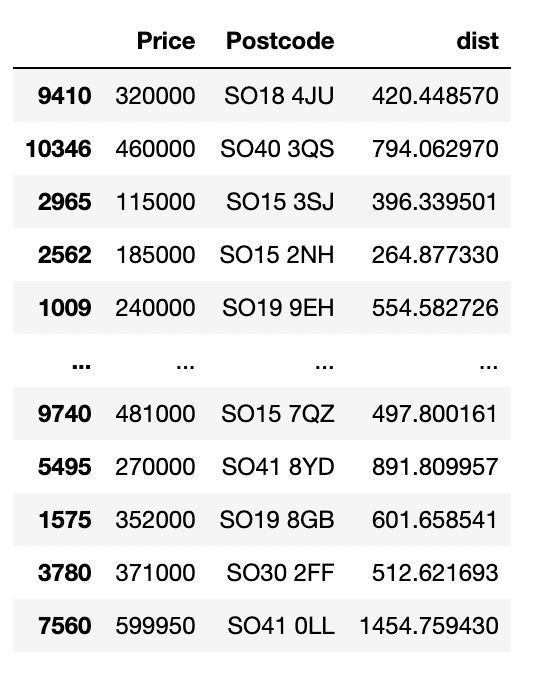 Price Postcode dist
9410 320000 SO18 4JU 420.448570
10346 460000 SO40 3QS 794.062970
2965 115000 SO15 3SJ 396.339501
2562 185000 SO15 2NH 264.877330
1009 240000 SO19 9EH 554.582726
... ... ... ...
9740 481000 SO15 7QZ 497.800161
5495 270000 SO41 8YD 891.809957
1575 352000 SO19 8GB 601.658541
3780 371000 SO30 2FF 512.621693
7560 599950 SO41 0LL 1454.759430